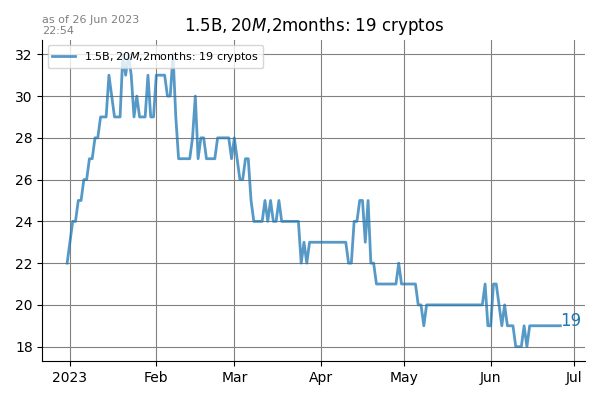 as of 26 Jun 2023
22:54
1.5B, 20M,2months: 19 cryptos
1.5B, 20M,2months: 19 cryptos
32
30
28
26
24
22
20
18
19
2023
Feb
Mar
Apr
May
Jun
Jul